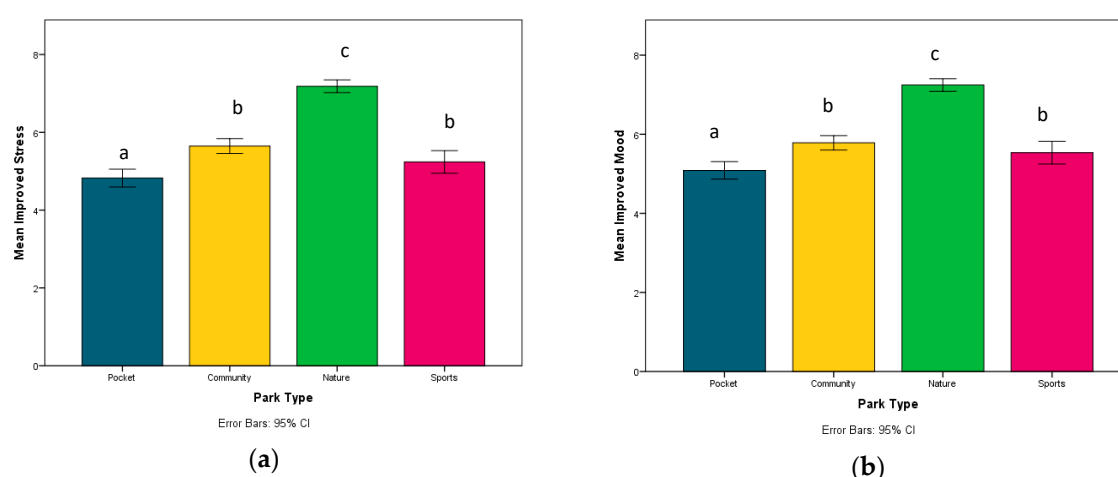 Mean Improved Stress
8
6
4
2
0
a
b
c
b
Pocket
Community
Nature
Sports
Park Type
Error Bars: 95% CI
(a)
Mean Improved Mood
8
6
4
2
0
a
b
c
b
Pocket
Community
Nature
Sports
Park Type
Error Bars: 95% CI
(b)